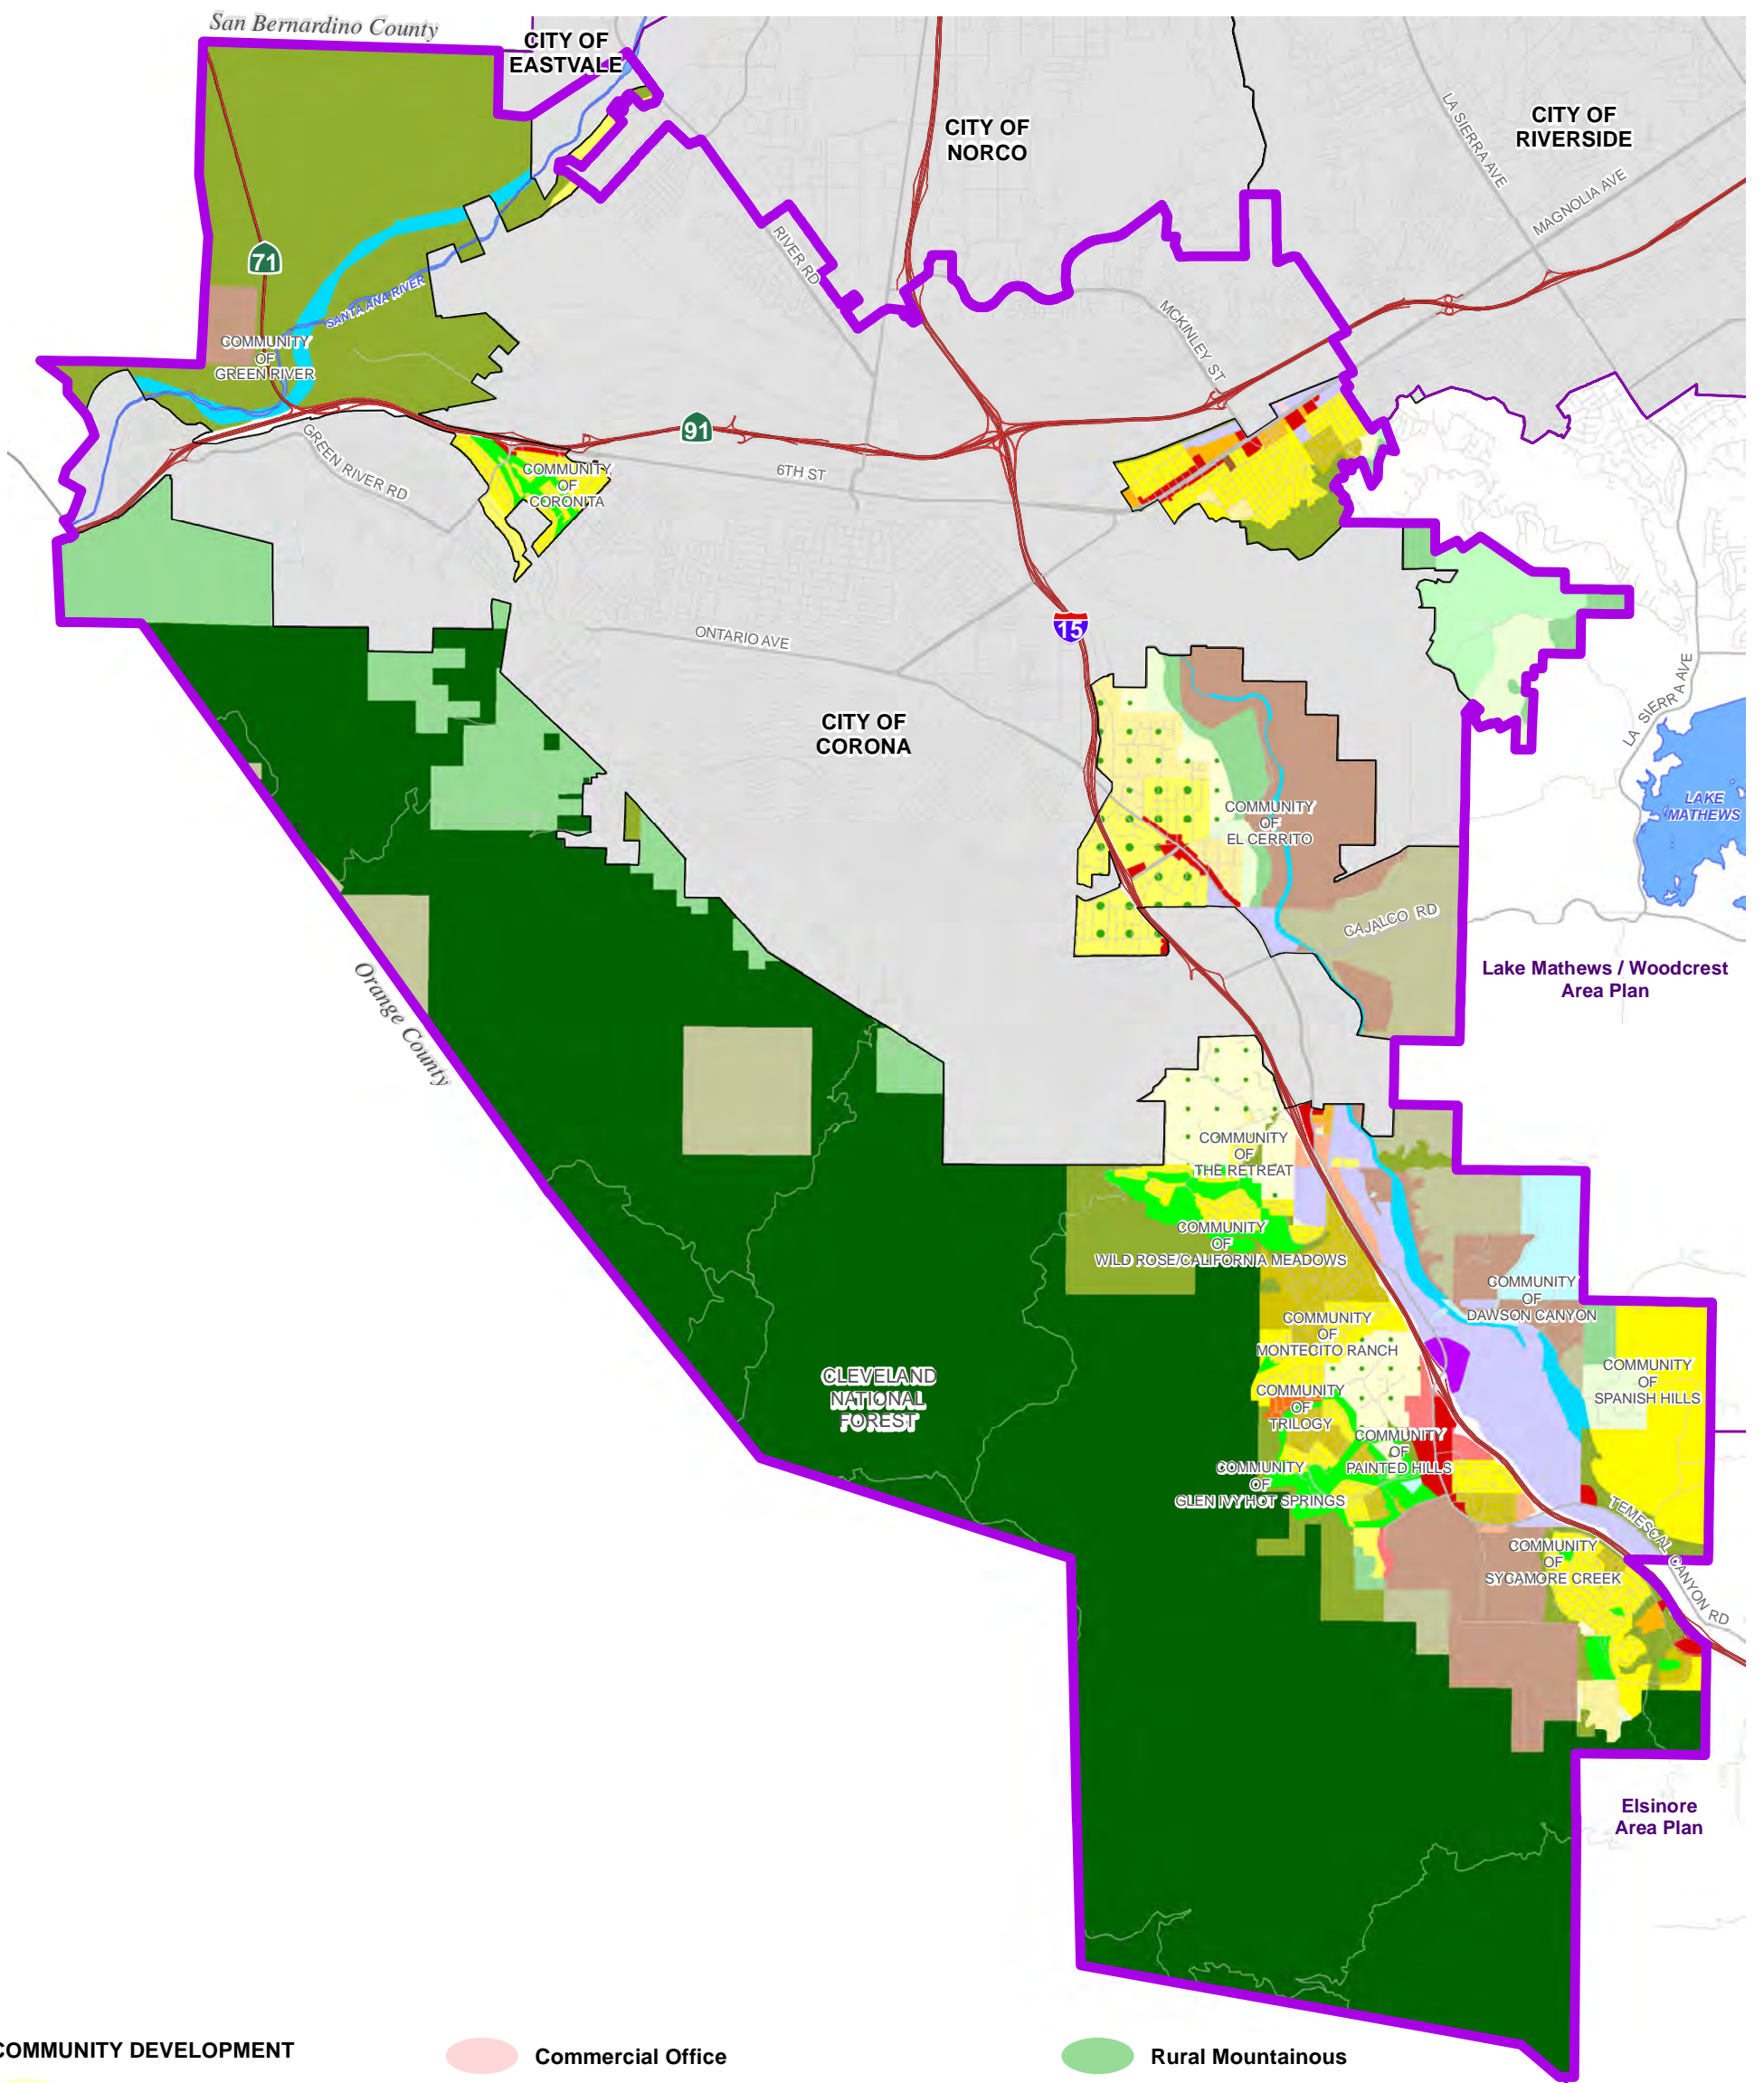 San Bernardino County
CITY OF
EASTVALE
CITY OF
NORCO
CITY OF
RIVERSIDE
LA SIERRA AVE
MAGNOLIA AVE
RIVER RD
71
SANTA ANA RIVER
MCKINLEY ST
COMMUNITY
OF
GREEN RIVER
GREEN RIVER RD
91
6TH ST
COMMUNITY
OF
CORONITA
15
ONTARIO AVE
CITY OF
CORONA
LA SIERRA AVE
LAKE
MATHEWS
COMMUNITY
OF
EL CERRITO
CAJALCO RD
Lake Mathews / Woodcrest
Area Plan
Orange County
COMMUNITY
OF
THE RETREAT
COMMUNITY
OF
WILD ROSE/CALIFORNIA MEADOWS
COMMUNITY
OF
DAWSON CANYON
COMMUNITY
OF
MONTECITO RANCH
COMMUNITY
OF
SPANISH HILLS
CLEVELAND
NATIONAL
FOREST
COMMUNITY
OF
TRILOGY
COMMUNITY
OF
PAINTED HILLS
COMMUNITY
OF
GLEN IVY HOT SPRINGS
TEMESCAL CANYON RD
COMMUNITY
OF
SYCAMORE CREEK
Elsinore
Area Plan
COMMUNITY DEVELOPMENT
Commercial Office
Rural Mountainous